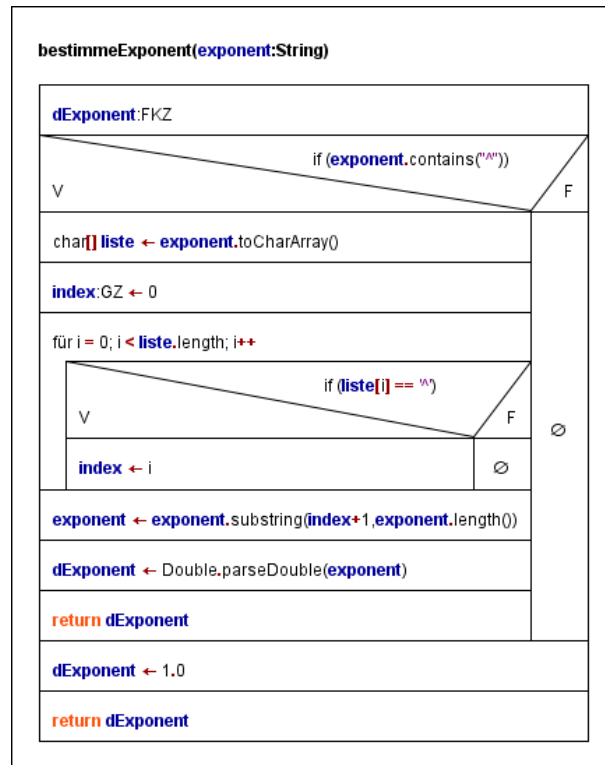 bestimmeExponent(exponent:String)
dExponent:FKZ
if (exponent.contains("^"))
V F
char[] liste ← exponent.toCharArray()
index:GZ ← 0
für i = 0; i < liste.length; i++
if (liste[i] == '^')
V F
∅
index ← i ∅
exponent ← exponent.substring(index+1,exponent.length())
dExponent ← Double.parseDouble(exponent)
return dExponent
dExponent ← 1.0
return dExponent